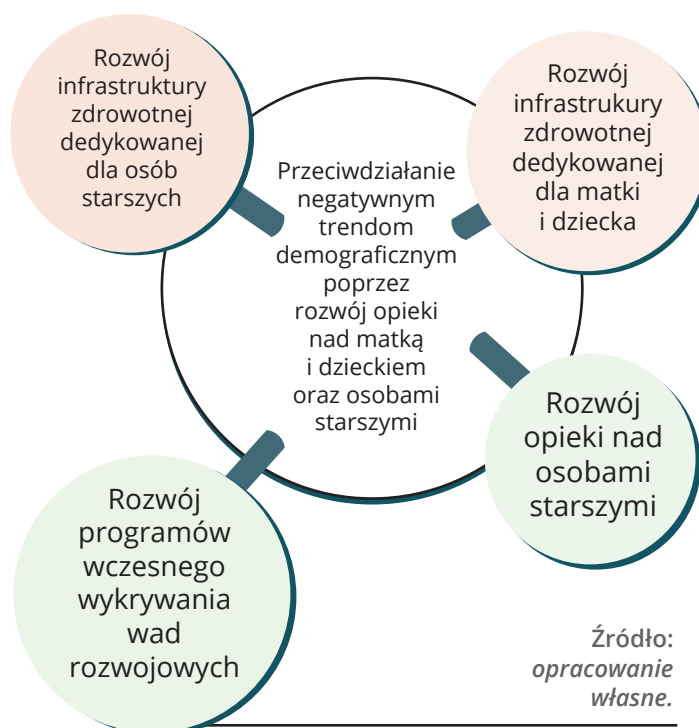 Rozwój
infrastruktury
zdrowotnej
dedykowanej
dla osób
starszych
Rozwój
infrastrukury
zdrowotnej
dedykowanej
dla matki
i dziecka
Przeciwdziałanie
negatywnym
trendom
demograficznym
poprzez
rozwój opieki
nad matką
i dzieckiem
oraz osobami
starszymi
Rozwój
opieki nad
osobami
starszymi
Rozwój
programów
wczesnego
wykrywania
wad
rozwojowych
Źródło:
opracowanie
własne.